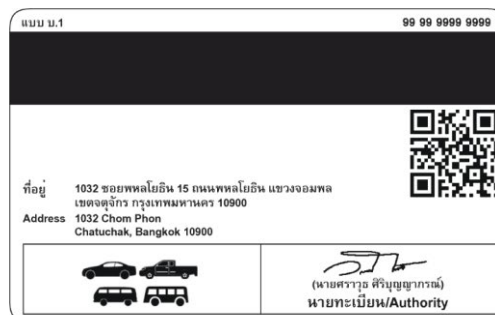 แบบ บ.1 99 99 9999 9999
ที่อยู่ 1032 ซอยพหลโยธิน 15 ถนนพหลโยธิน แขวงจอมพล
เขตจตุจักร กรุงเทพมหานคร 10900
Address 1032 Chom Phon
Chatuchak, Bangkok 10900
(นายศราวุธ ศิริบุญญาภรณ์)
นายทะเบียน/Authority